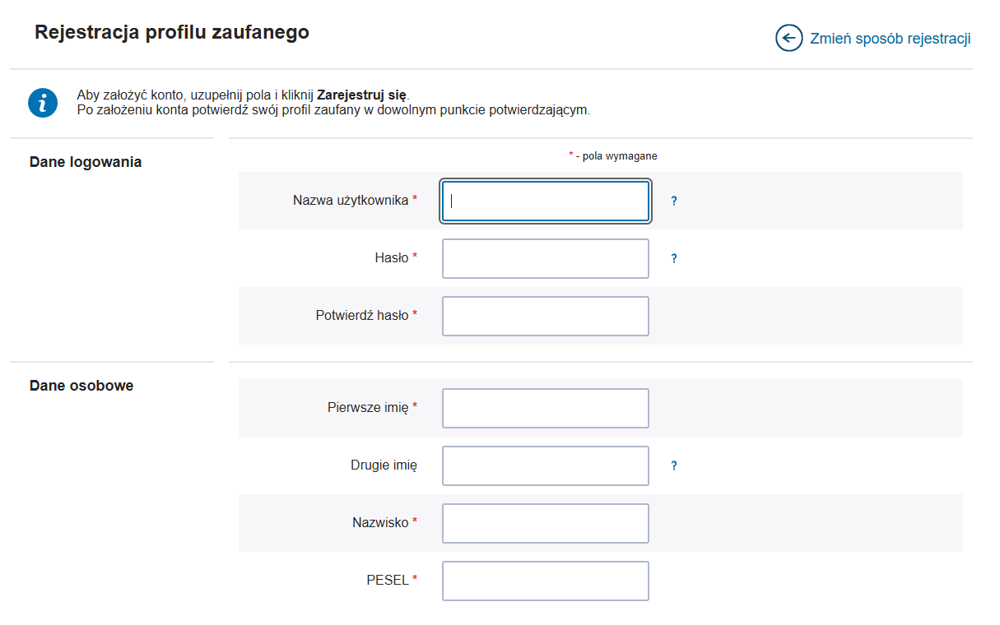 Rejestracja profilu zaufanego
Zmień sposób rejestracji
Aby założyć konto, uzupełnij pola i kliknij Zarejestruj się.
Po założeniu konta potwierdź swój profil zaufany w dowolnym punkcie potwierdzającym.
Dane logowania
* - pola wymagane
Nazwa użytkownika * ?
Hasło * ?
Potwierdź hasło *
Dane osobowe
Pierwsze imię *
Drugie imię ?
Nazwisko *
PESEL *